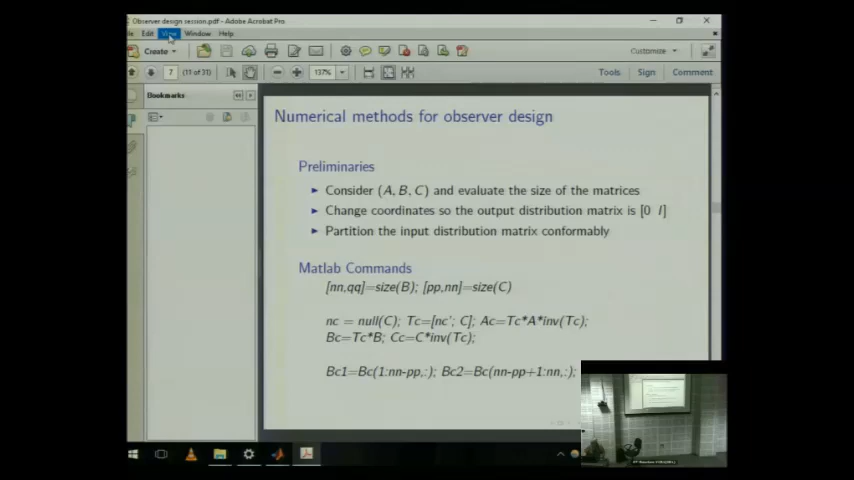 Observer design session.pdf - Adobe Acrobat Pro
Edit View Window Help
Create
Customize
7 (11 of 31) 137%
Tools Sign Comment
Bookmarks
Numerical methods for observer design
Preliminaries
Consider (A, B, C) and evaluate the size of the matrices
Change coordinates so the output distribution matrix is [0 I]
Partition the input distribution matrix conformably
Matlab Commands
[nn,qq]=size(B); [pp,nn]=size(C)
nc = null(C); Tc=[nc'; C]; Ac=Tc*A*inv(Tc);
Bc=Tc*B; Cc=C*inv(Tc);
Bc1=Bc(1:nn-pp,:); Bc2=Bc(nn-pp+1:nn,:);